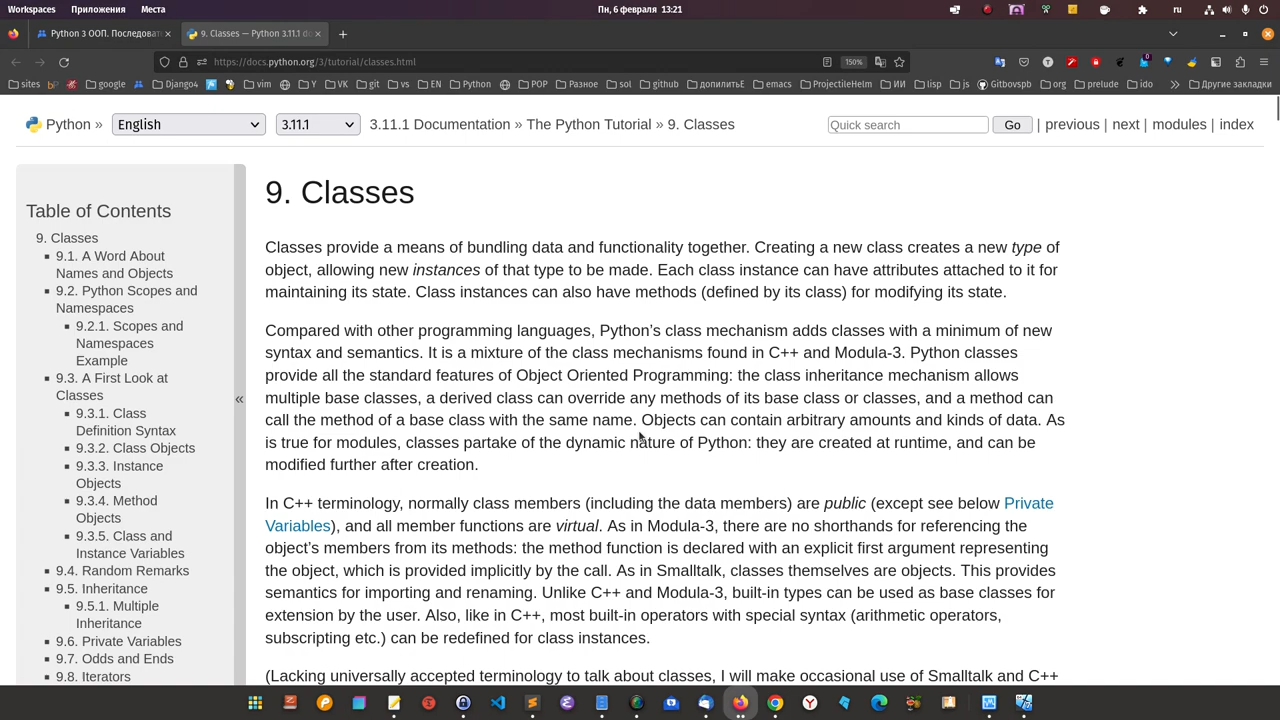 Workspaces Приложения Места Пн, 6 февраля 13:21 ru
Python 3 ООП. Последоват × 9. Classes — Python 3.11.1 do × +
https://docs.python.org/3/tutorial/classes.html 150%
sites google Django4 vim Y VK git vs EN Python POP Разное sol github emacs ProjectileHelm ИИ lisp js Gitbovspb org prelude ido » Другие закладки
Python » English 3.11.1 3.11.1 Documentation » The Python Tutorial » 9. Classes Quick search Go | previous | next | modules | index
Table of Contents
9. Classes
9.1. A Word About
Names and Objects
9.2. Python Scopes and
Namespaces
9.2.1. Scopes and
Namespaces
Example
9.3. A First Look at
Classes
9.3.1. Class
Definition Syntax
9.3.2. Class Objects
9.3.3. Instance
Objects
9.3.4. Method
Objects
9.3.5. Class and
Instance Variables
9.4. Random Remarks
9.5. Inheritance
9.5.1. Multiple
Inheritance
9.6. Private Variables
9.7. Odds and Ends
9.8. Iterators
«
9. Classes
Classes provide a means of bundling data and functionality together. Creating a new class creates a new type of
object, allowing new instances of that type to be made. Each class instance can have attributes attached to it for
maintaining its state. Class instances can also have methods (defined by its class) for modifying its state.
Compared with other programming languages, Python’s class mechanism adds classes with a minimum of new
syntax and semantics. It is a mixture of the class mechanisms found in C++ and Modula-3. Python classes
provide all the standard features of Object Oriented Programming: the class inheritance mechanism allows
multiple base classes, a derived class can override any methods of its base class or classes, and a method can
call the method of a base class with the same name. Objects can contain arbitrary amounts and kinds of data. As
is true for modules, classes partake of the dynamic nature of Python: they are created at runtime, and can be
modified further after creation.
In C++ terminology, normally class members (including the data members) are public (except see below Private
Variables), and all member functions are virtual. As in Modula-3, there are no shorthands for referencing the
object’s members from its methods: the method function is declared with an explicit first argument representing
the object, which is provided implicitly by the call. As in Smalltalk, classes themselves are objects. This provides
semantics for importing and renaming. Unlike C++ and Modula-3, built-in types can be used as base classes for
extension by the user. Also, like in C++, most built-in operators with special syntax (arithmetic operators,
subscripting etc.) can be redefined for class instances.
(Lacking universally accepted terminology to talk about classes, I will make occasional use of Smalltalk and C++